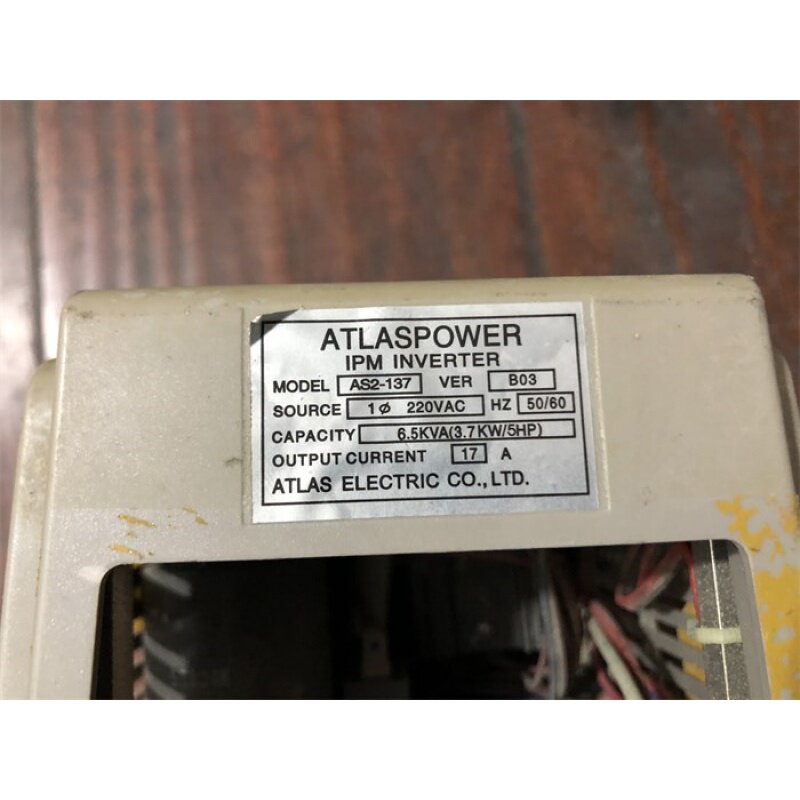 ATLASPOWER
IPM INVERTER
MODEL AS2-137 VER B03
SOURCE 1ø 220VAC HZ 50/60
CAPACITY 6.5KVA(3.7KW/5HP)
OUTPUT CURRENT 17 A
ATLAS ELECTRIC CO.,LTD.